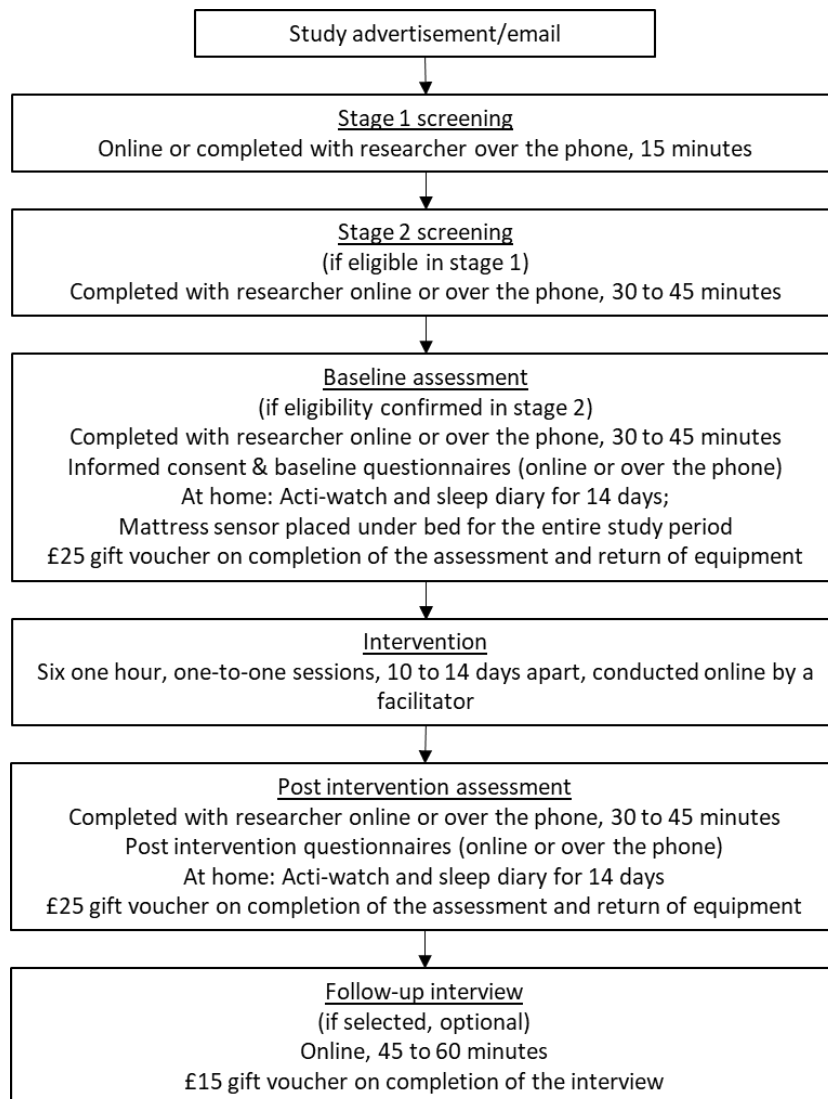 Study advertisement/email
Stage 1 screening
Online or completed with researcher over the phone, 15 minutes
Stage 2 screening
(if eligible in stage 1)
Completed with researcher online or over the phone, 30 to 45 minutes
Baseline assessment
(if eligibility confirmed in stage 2)
Completed with researcher online or over the phone, 30 to 45 minutes
Informed consent & baseline questionnaires (online or over the phone)
At home: Acti-watch and sleep diary for 14 days;
Mattress sensor placed under bed for the entire study period
£25 gift voucher on completion of the assessment and return of equipment
Intervention
Six one hour, one-to-one sessions, 10 to 14 days apart, conducted online by a
facilitator
Post intervention assessment
Completed with researcher online or over the phone, 30 to 45 minutes
Post intervention questionnaires (online or over the phone)
At home: Acti-watch and sleep diary for 14 days
£25 gift voucher on completion of the assessment and return of equipment
Follow-up interview
(if selected, optional)
Online, 45 to 60 minutes
£15 gift voucher on completion of the interview